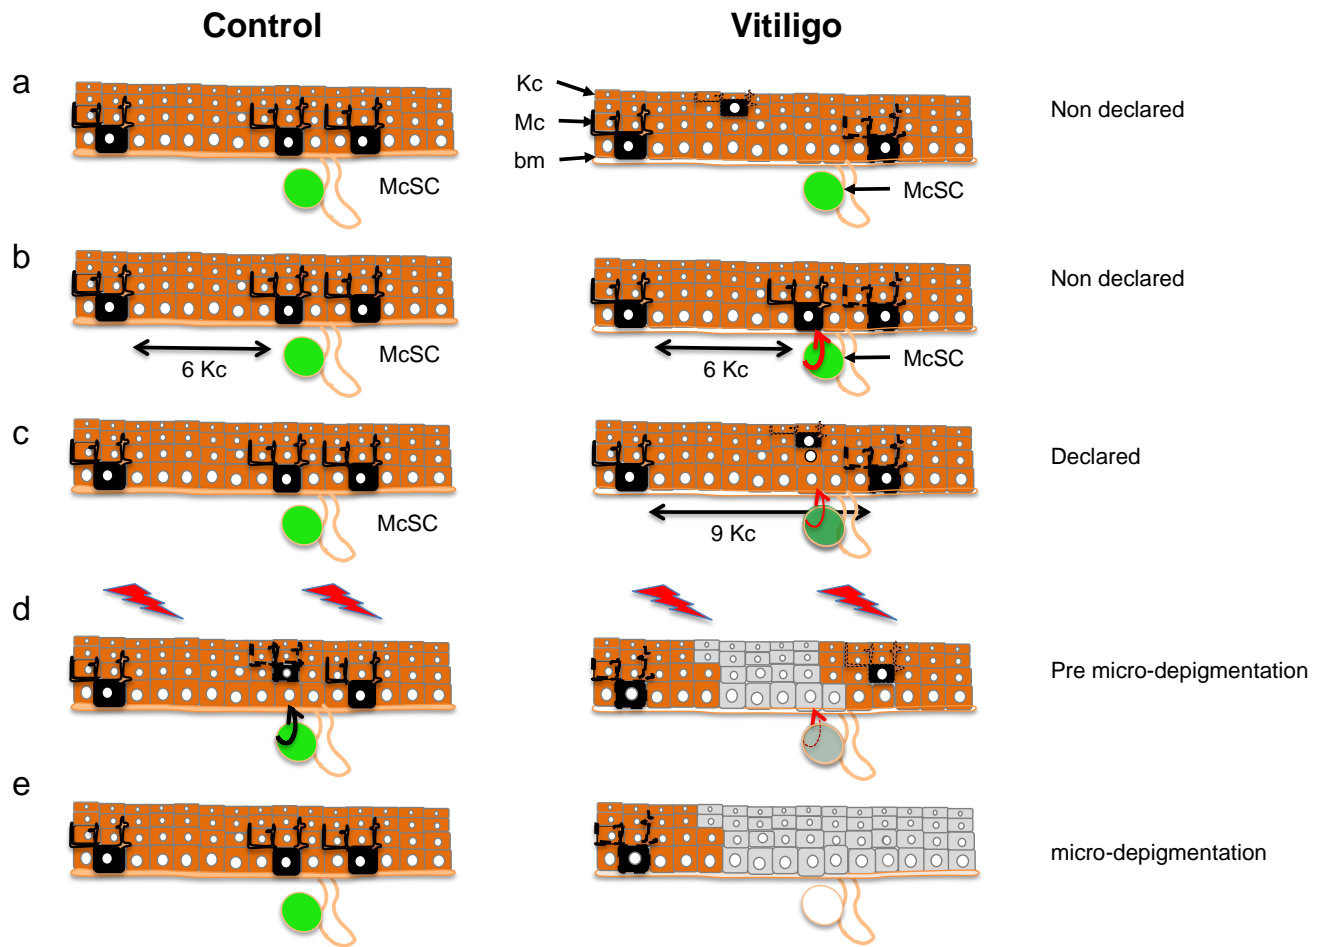 Control
Vitiligo
a
Kc
Mc
bm
McSC
McSC
Non declared
b
6 Kc
McSC
6 Kc
McSC
Non declared
c
McSC
9 Kc
Declared
d
Pre micro-depigmentation
e
micro-depigmentation